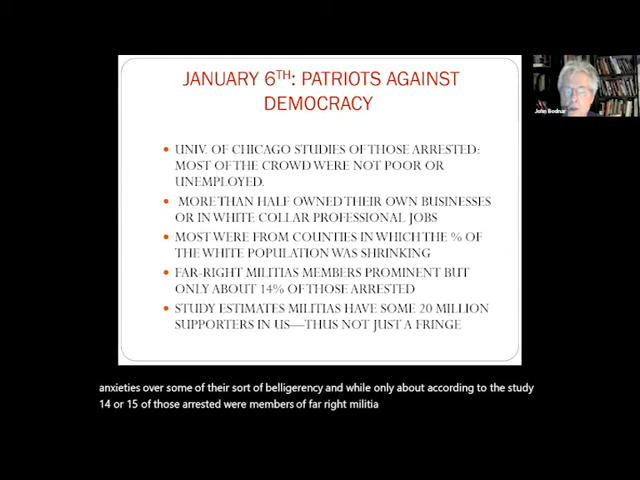 JANUARY 6TH: PATRIOTS AGAINST
DEMOCRACY
John Bodnar
• UNIV. OF CHICAGO STUDIES OF THOSE ARRESTED:
MOST OF THE CROWD WERE NOT POOR OR
UNEMPLOYED.
• MORE THAN HALF OWNED THEIR OWN BUSINESSES
OR IN WHITE COLLAR PROFESSIONAL JOBS
• MOST WERE FROM COUNTIES IN WHICH THE % OF
THE WHITE POPULATION WAS SHRINKING
• FAR-RIGHT MILITIAS MEMBERS PROMINENT BUT
ONLY ABOUT 14% OF THOSE ARRESTED
• STUDY ESTIMATES MILITIAS HAVE SOME 20 MILLION
SUPPORTERS IN US—THUS NOT JUST A FRINGE
anxieties over some of their sort of belligerency and while only about according to the study
14 or 15 of those arrested were members of far right militia